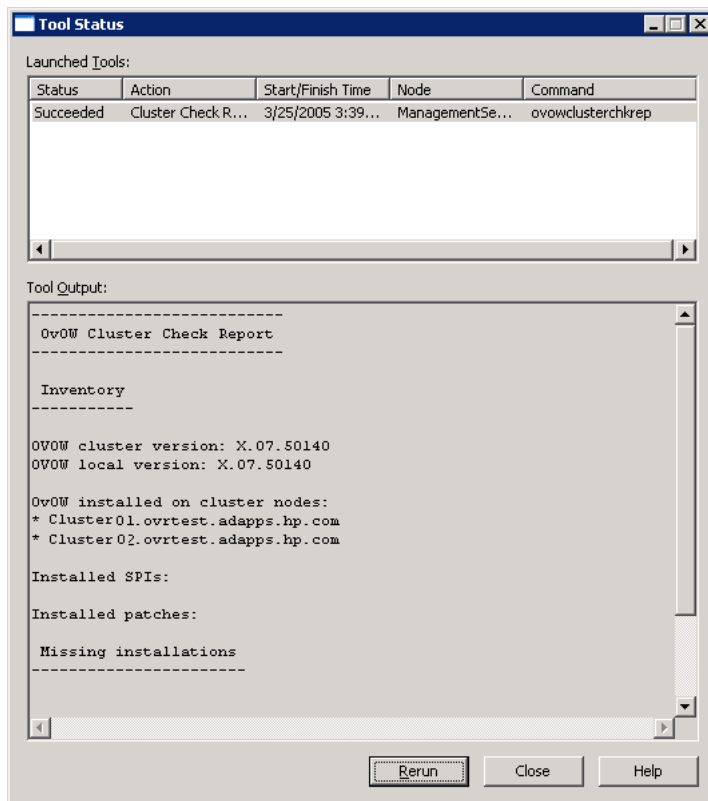 Tool Status
Launched Tools:
Status Action Start/Finish Time Node Command
Succeeded Cluster Check R... 3/25/2005 3:39... ManagementSe... ovowclusterchkrep
Tool Output:
---------------------------
OvOW Cluster Check Report
---------------------------
Inventory
-----------
OVOW cluster version: X.07.50140
OVOW local version: X.07.50140
OvOW installed on cluster nodes:
* Cluster01.ovrtest.adapps.hp.com
* Cluster02.ovrtest.adapps.hp.com
Installed SPIs:
Installed patches:
Missing installations
-----------------------
Rerun Close Help